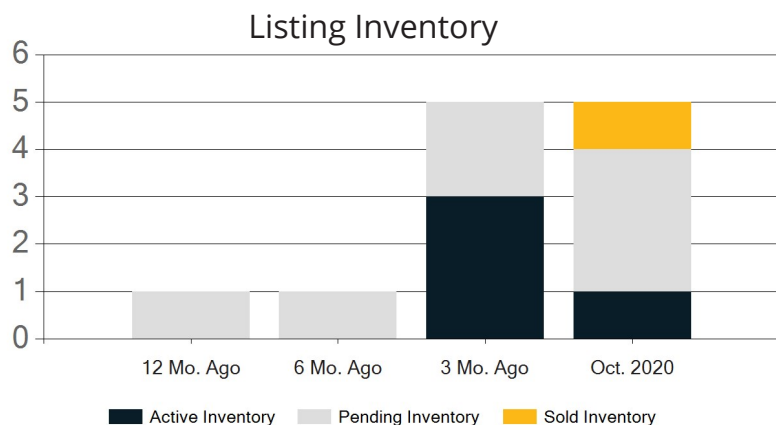 Listing Inventory
6
5
4
3
2
1
0
12 Mo. Ago 6 Mo. Ago 3 Mo. Ago Oct. 2020
Active Inventory Pending Inventory Sold Inventory